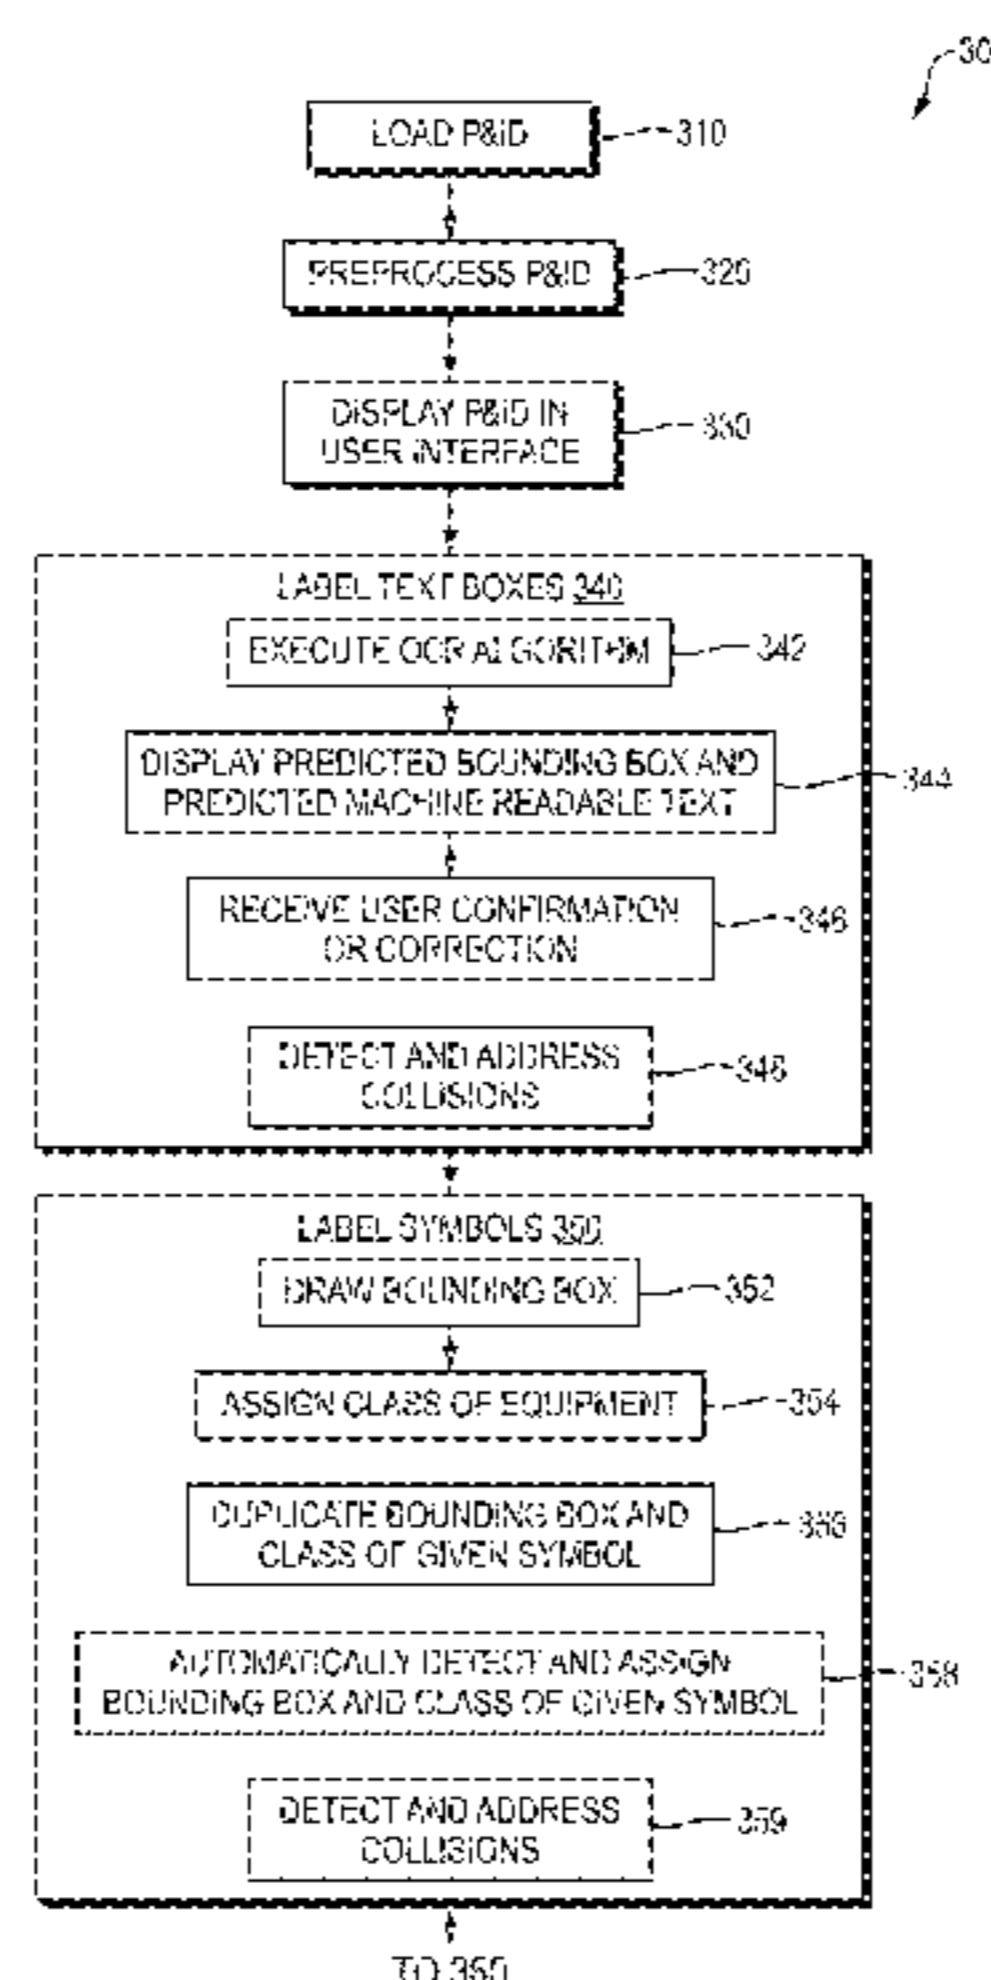 30
LOAD P&ID
310
PREPROCESS P&ID
320
DISPLAY P&ID IN
USER INTERFACE
330
LABEL TEXT BOXES 340
EXECUTE OCR ALGORITHM
342
DISPLAY PREDICTED BOUNDING BOX AND
PREDICTED MACHINE READABLE TEXT
344
RECEIVE USER CONFIRMATION
OR CORRECTION
346
DETECT AND ADDRESS
COLLISIONS
348
LABEL SYMBOLS 350
DRAW BOUNDING BOX
352
ASSIGN CLASS OF EQUIPMENT
354
DUPLICATE BOUNDING BOX AND
CLASS OF GIVEN SYMBOL
356
AUTOMATICALLY DETECT AND ASSIGN
BOUNDING BOX AND CLASS OF GIVEN SYMBOL
358
DETECT AND ADDRESS
COLLISIONS
359
TO